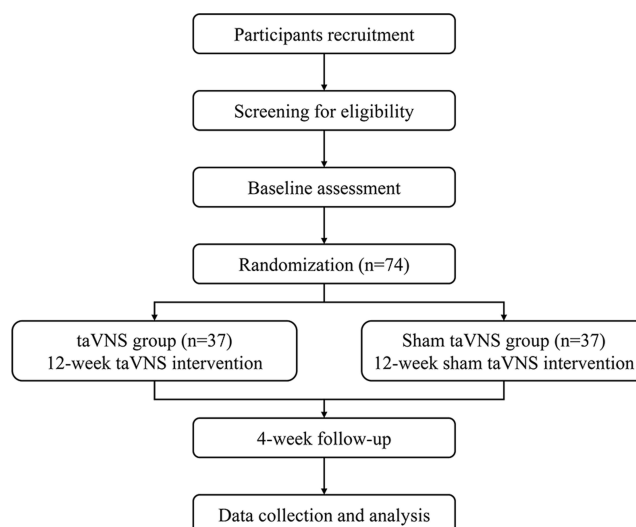 Participants recruitment
Screening for eligibility
Baseline assessment
Randomization (n=74)
taVNS group (n=37)
12-week taVNS intervention
Sham taVNS group (n=37)
12-week sham taVNS intervention
4-week follow-up
Data collection and analysis